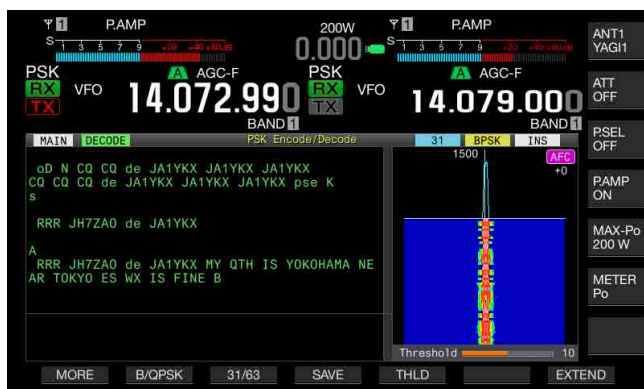 1 P.AMP 200W 1 P.AMP
S 1 3 5 7 9 +20 +40 +60dB 0.000 S 1 3 5 7 9 +20 +40 +60dB
ANT1
YAGI1
PSK A AGC-F PSK A AGC-F
RX VFO 14.072.990 RX VFO 14.079.000
TX TX
BAND 1 BAND 1
ATT
OFF
MAIN DECODE PSK Encode/Decode 31 BPSK INS
P.SEL
OFF
1500 AFC
+0
oD N CQ CQ de JA1YKX JA1YKX JA1YKX
CQ CQ CQ de JA1YKX JA1YKX JA1YKX pse K
s
RRR JH7ZAO de JA1YKX
A
RRR JH7ZAO de JA1YKX MY QTH IS YOKOHAMA NE
AR TOKYO ES WX IS FINE B
P.AMP
ON
MAX-Po
200 W
METER
Po
Threshold 10
MORE B/QPSK 31/63 SAVE THLD EXTEND